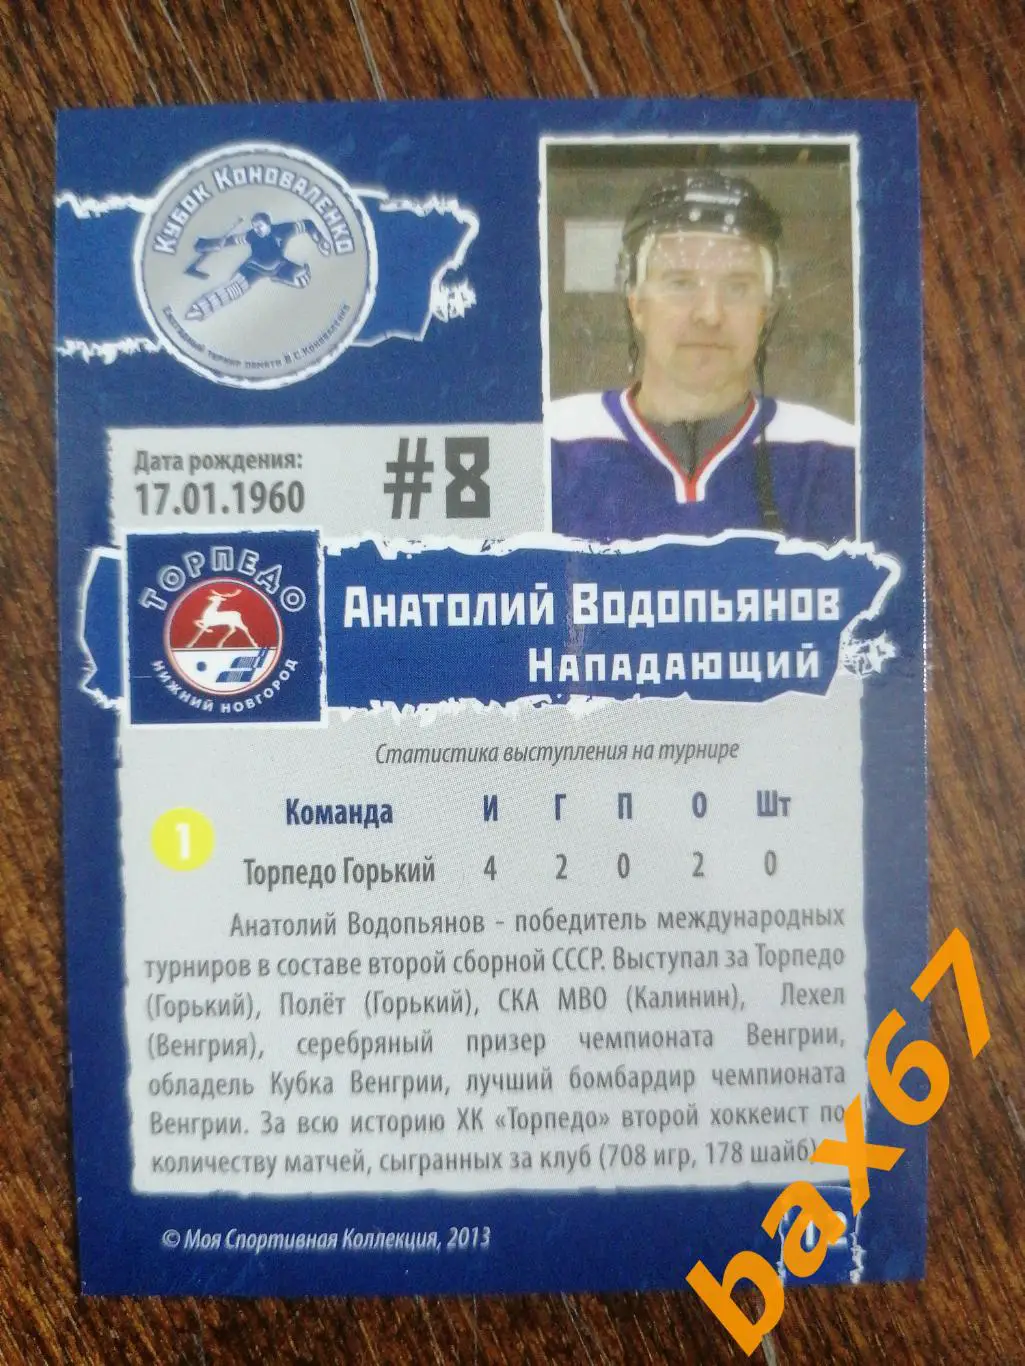 Кубок Коноваленко
Ежегодный турнир памяти В.С.Коноваленко
Дата рождения:
17.01.1960
#8
ТОРПЕДО
НИЖНИЙ НОВГОРОД
Анатолий Водопьянов
Нападающий
Статистика выступления на турнире
Команда И Г П О Шт
1
Торпедо Горький 4 2 0 2 0
Анатолий Водопьянов - победитель международных
турниров в составе второй сборной СССР. Выступал за Торпедо
(Горький), Полёт (Горький), СКА МВО (Калинин), Лехел
(Венгрия), серебряный призер чемпионата Венгрии,
обладель Кубка Венгрии, лучший бомбардир чемпионата
Венгрии. За всю историю ХК «Торпедо» второй хоккеист по
количеству матчей, сыгранных за клуб (708 игр, 178 шайб)
© Моя Спортивная Коллекция, 2013
bax67